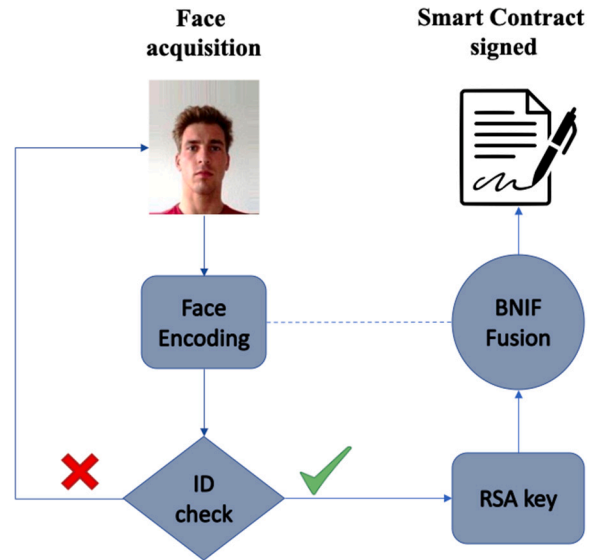 Face
acquisition
Smart Contract
signed
Face
Encoding
BNIF
Fusion
ID
check
RSA key